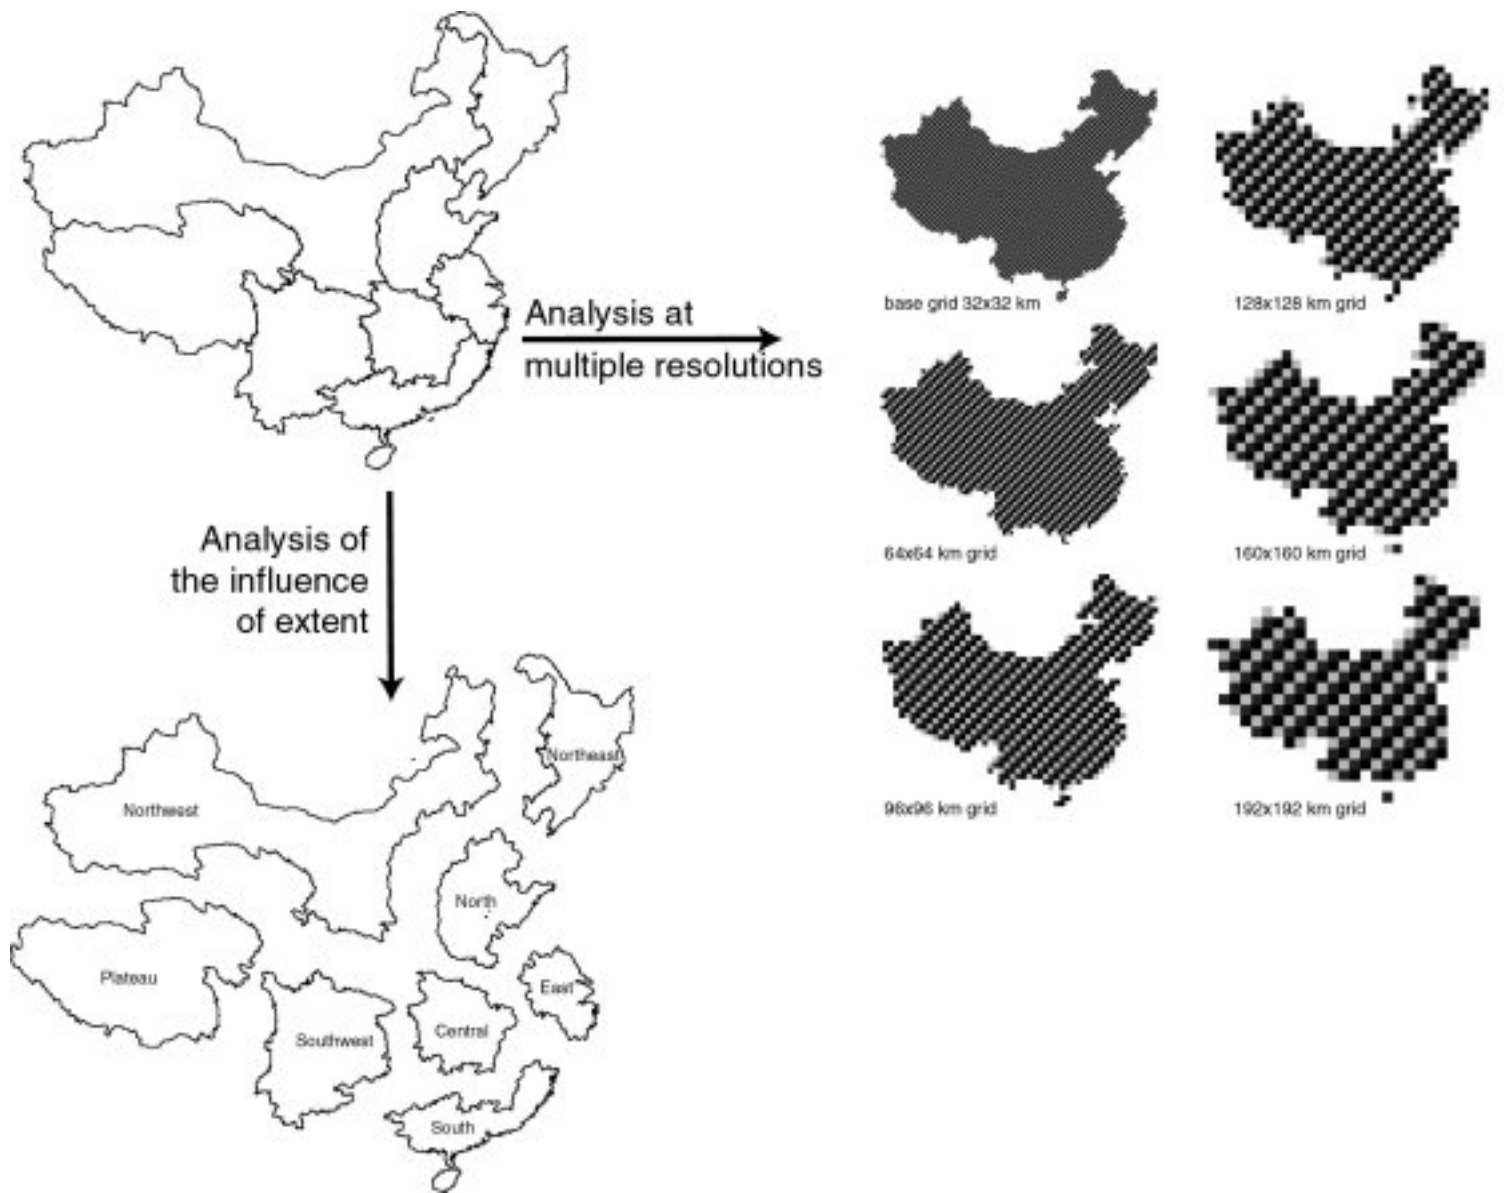 Analysis at
multiple resolutions
base grid 32x32 km
128x128 km grid
64x64 km grid
160x160 km grid
96x96 km grid
192x192 km grid
Analysis of
the influence
of extent
Northeast
Northwest
North
Plateau
East
Southwest
Central
South